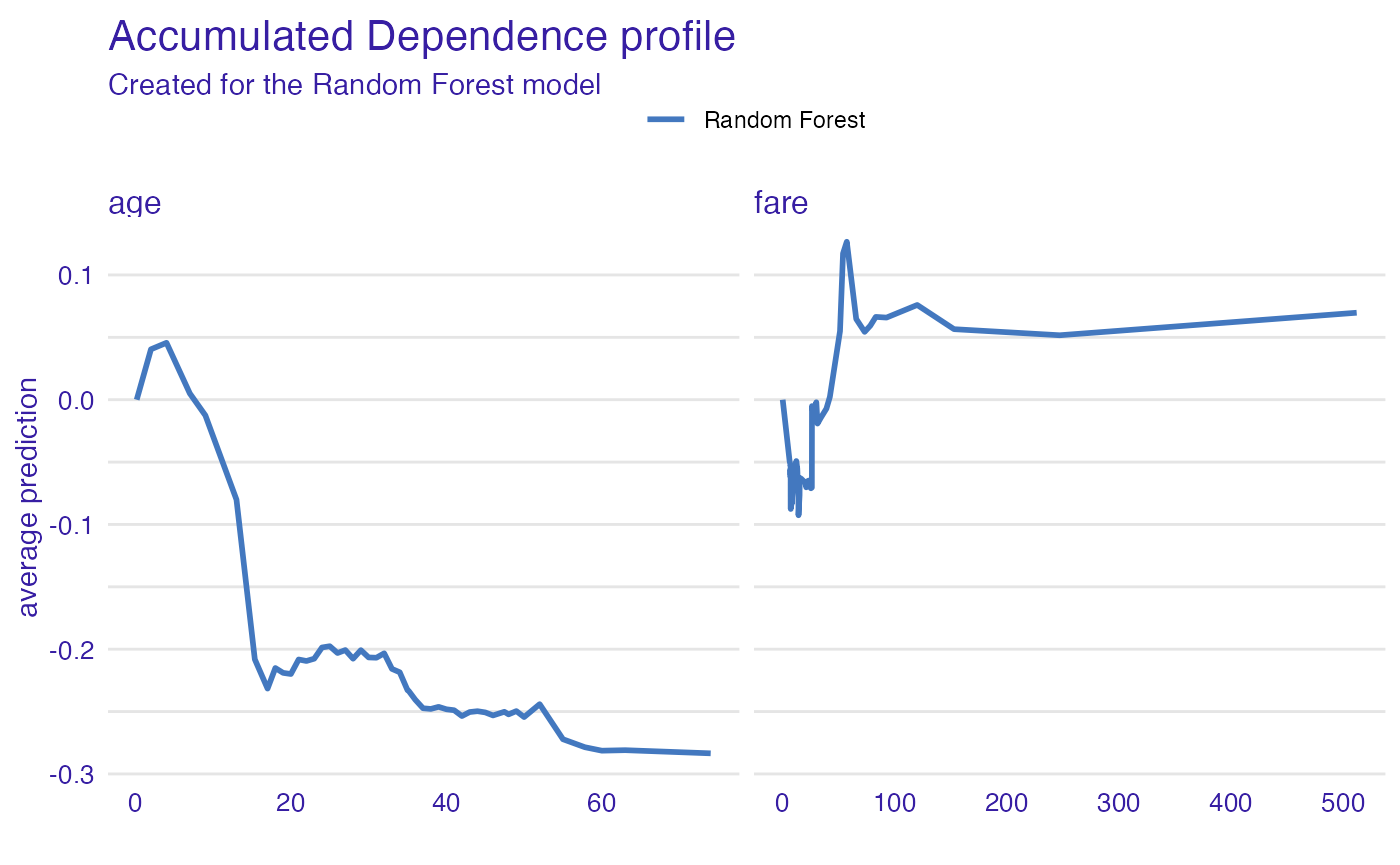 Accumulated Dependence profile
Created for the Random Forest model
Random Forest
age
fare
average prediction
0.1
0.0
-0.1
-0.2
-0.3
0 20 40 60
0 100 200 300 400 500